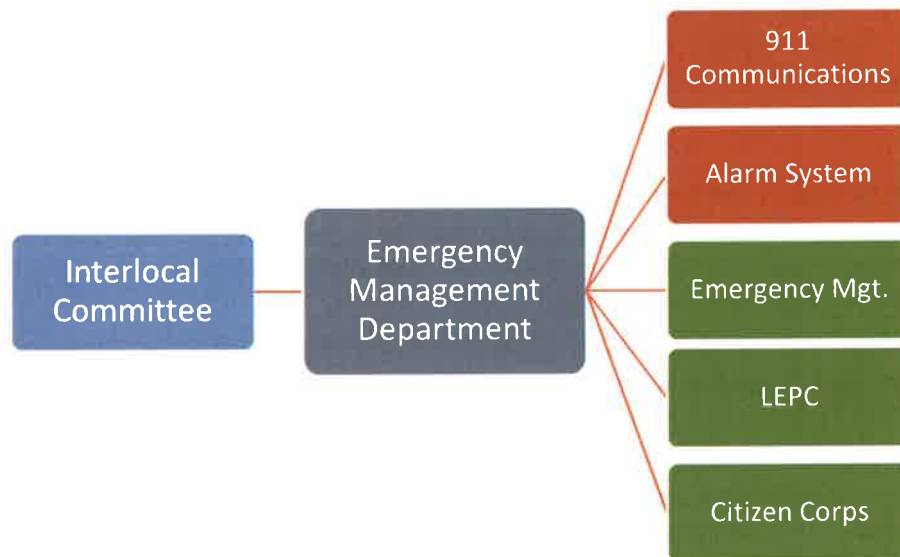 Interlocal
Committee
Emergency
Management
Department
911
Communications
Alarm System
Emergency Mgt.
LEPC
Citizen Corps